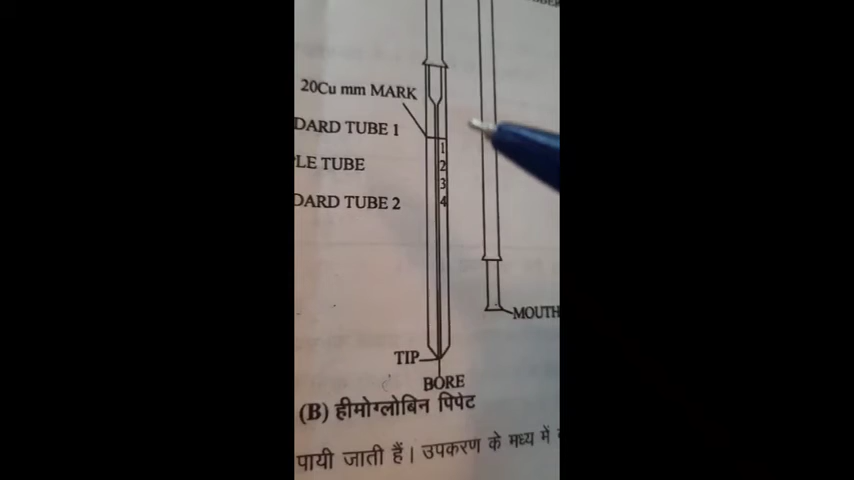 20Cu mm MARK
DARD TUBE 1
LE TUBE
DARD TUBE 2
1
2
3
4
MOUTH
TIP
BORE
(B) हीमोग्लोबिन पिपेट
पायी जाती हैं। उपकरण के मध्य में